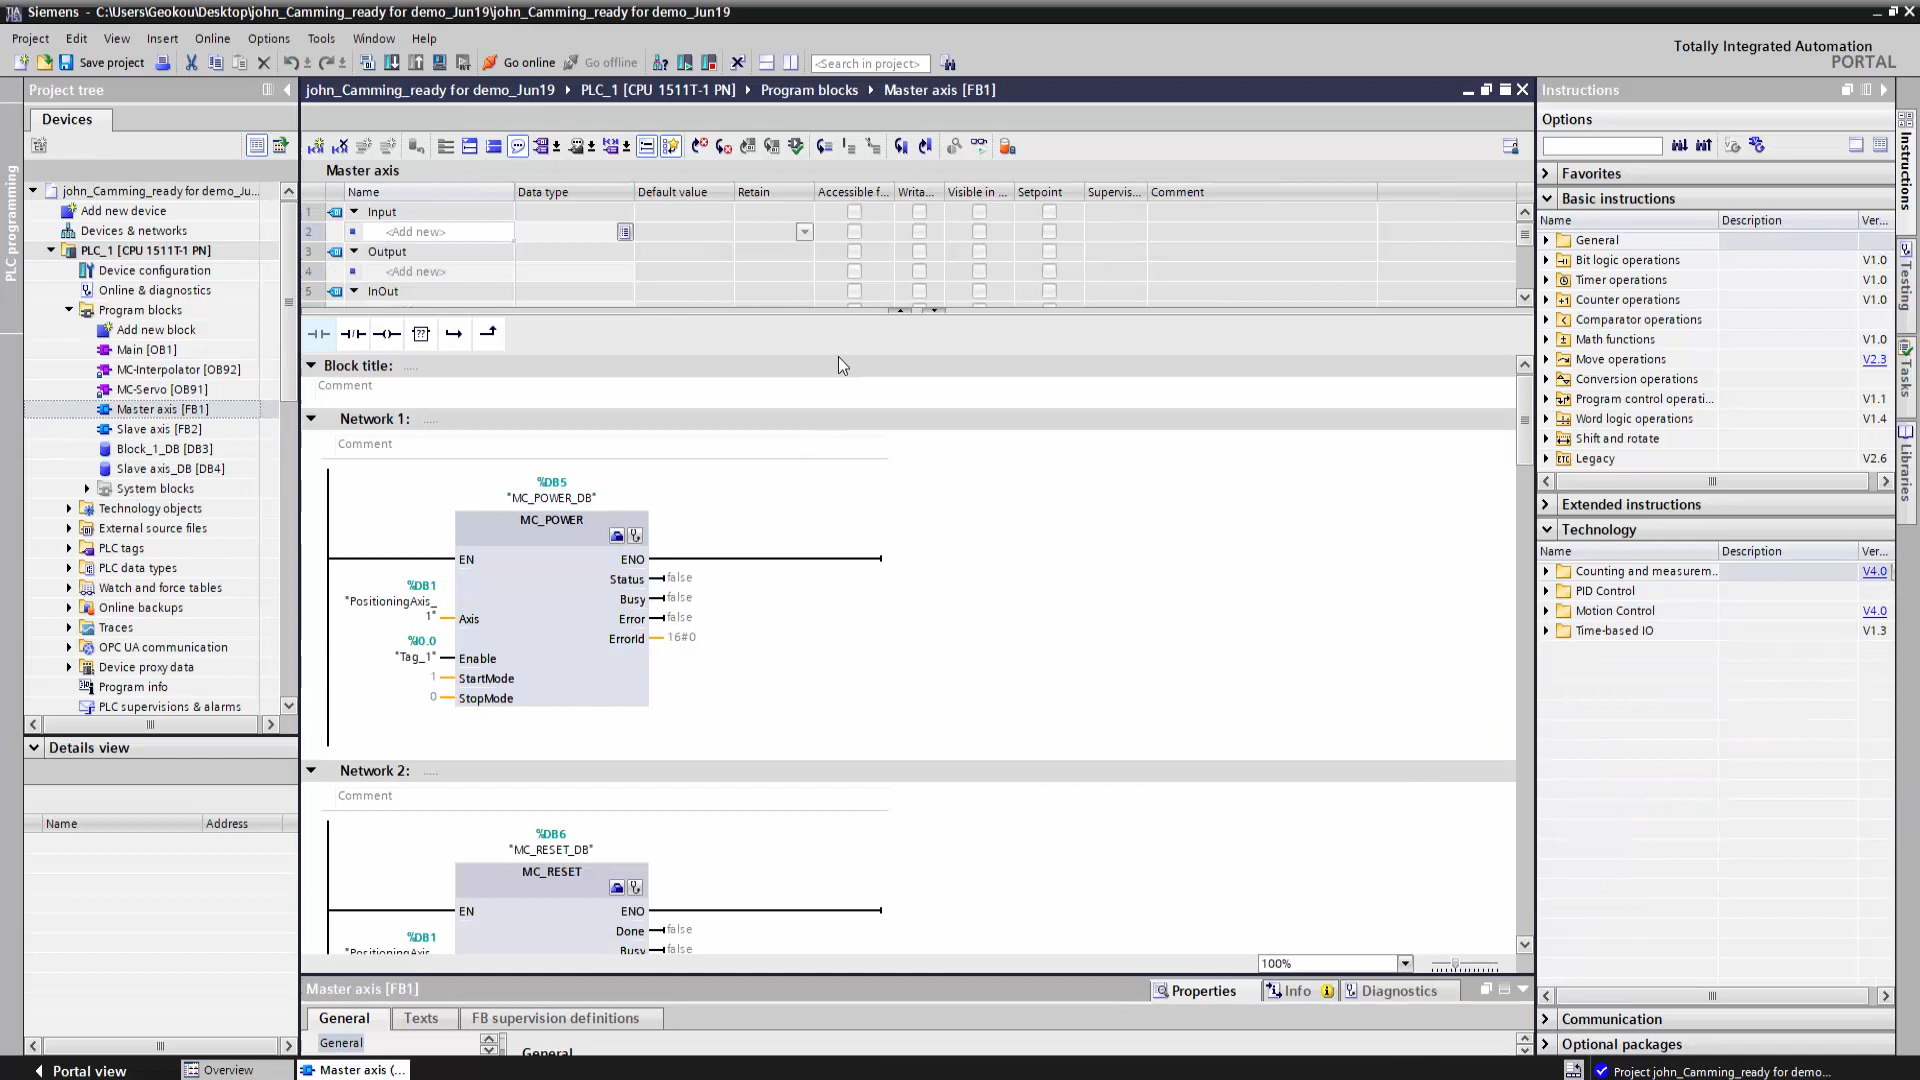 Siemens - C:\Users\Geokou\Desktop\john_Camming_ready for demo_Jun19\john_Camming_ready for demo_Jun19
Project Edit View Insert Online Options Tools Window Help
Totally Integrated Automation
PORTAL
Save project
Go online
Go offline
<Search in project>
Project tree
Devices
PLC programming
john_Camming_ready for demo_Ju...
Add new device
Devices & networks
PLC_1 [CPU 1511T-1 PN]
Device configuration
Online & diagnostics
Program blocks
Add new block
Main [OB1]
MC-Interpolator [OB92]
MC-Servo [OB91]
Master axis [FB1]
Slave axis [FB2]
Block_1_DB [DB3]
Slave axis_DB [DB4]
System blocks
Technology objects
External source files
PLC tags
PLC data types
Watch and force tables
Online backups
Traces
OPC UA communication
Device proxy data
Program info
PLC supervisions & alarms
Details view
Name Address
john_Camming_ready for demo_Jun19 PLC_1 [CPU 1511T-1 PN] Program blocks Master axis [FB1]
Master axis
Name Data type Default value Retain Accessible f... Writa... Visible in ... Setpoint Supervis... Comment
1 Input
2 <Add new>
3 Output
4 <Add new>
5 InOut
Block title: .....
Comment
Network 1: .....
Comment
%DB5
"MC_POWER_DB"
MC_POWER
EN ENO
Status false
Busy false
Error false
ErrorId 16#0
%DB1
"PositioningAxis_
1" Axis
%I0.0
"Tag_1" Enable
1 StartMode
0 StopMode
Network 2: .....
Comment
%DB6
"MC_RESET_DB"
MC_RESET
EN ENO
Done false
Busy false
%DB1
"PositioningAxis_
100%
Master axis [FB1]
Properties
Info
Diagnostics
General Texts FB supervision definitions
General
General
Instructions
Options
Favorites
Basic instructions
Name Description Ver...
General
Bit logic operations V1.0
Timer operations V1.0
Counter operations V1.0
Comparator operations
Math functions V1.0
Move operations V2.3
Conversion operations
Program control operati... V1.1
Word logic operations V1.4
Shift and rotate
Legacy V2.6
Extended instructions
Technology
Name Description Ver...
Counting and measurem... V4.0
PID Control
Motion Control V4.0
Time-based IO V1.3
Communication
Optional packages
Instructions
Testing
Tasks
Libraries
Portal view
Overview
Master axis (...
Project john_Camming_ready for demo...